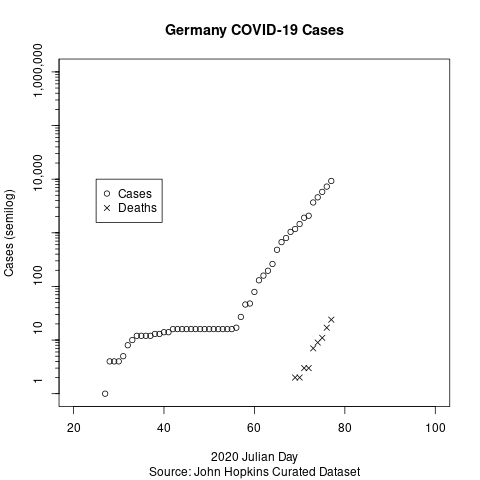 Germany COVID-19 Cases
Cases (semilog)
1,000,000
10,000
100
10
1
Cases
Deaths
20 40 60 80 100
2020 Julian Day
Source: John Hopkins Curated Dataset